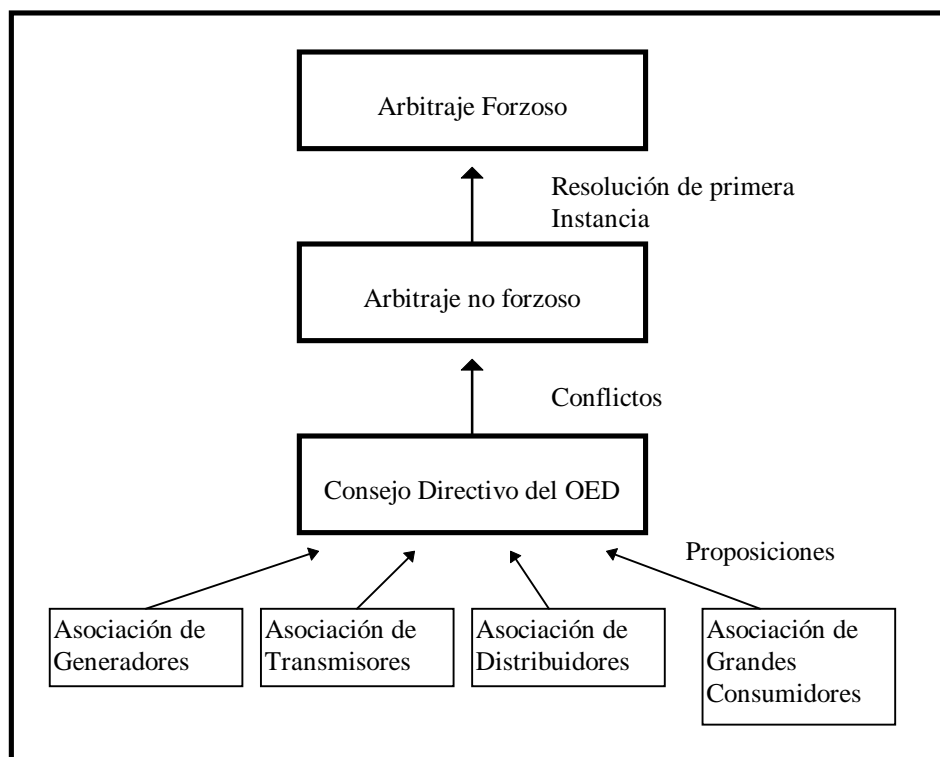 Arbitraje Forzoso
Resolución de primera
Instancia
Arbitraje no forzoso
Conflictos
Consejo Directivo del OED
Proposiciones
Asociación de
Generadores
Asociación de
Transmisores
Asociación de
Distribuidores
Asociación de
Grandes
Consumidores